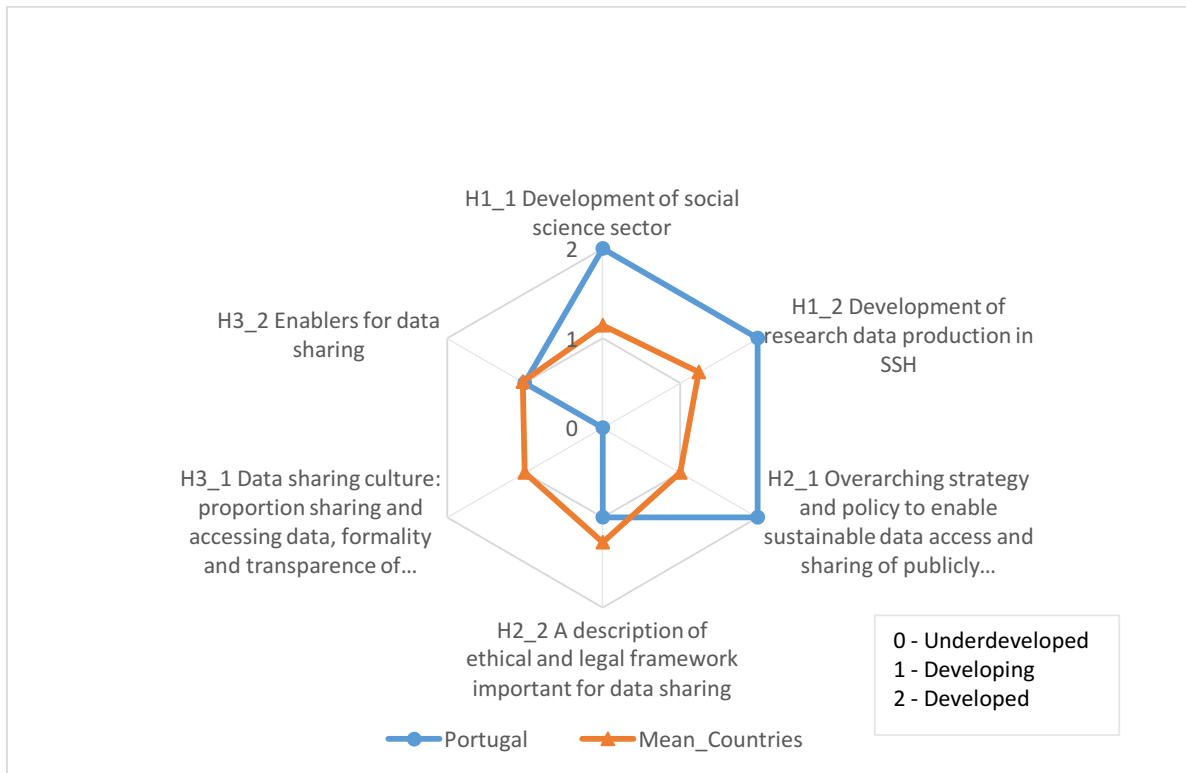 H1_1 Development of social
science sector
2
1
0
H1_2 Development of
research data production in
SSH
H2_1 Overarching strategy
and policy to enable
sustainable data access and
sharing of publicly...
H2_2 A description of
ethical and legal framework
important for data sharing
H3_1 Data sharing culture:
proportion sharing and
accessing data, formality
and transparence of...
H3_2 Enablers for data
sharing
0 - Underdeveloped
1 - Developing
2 - Developed
Portugal
Mean_Countries